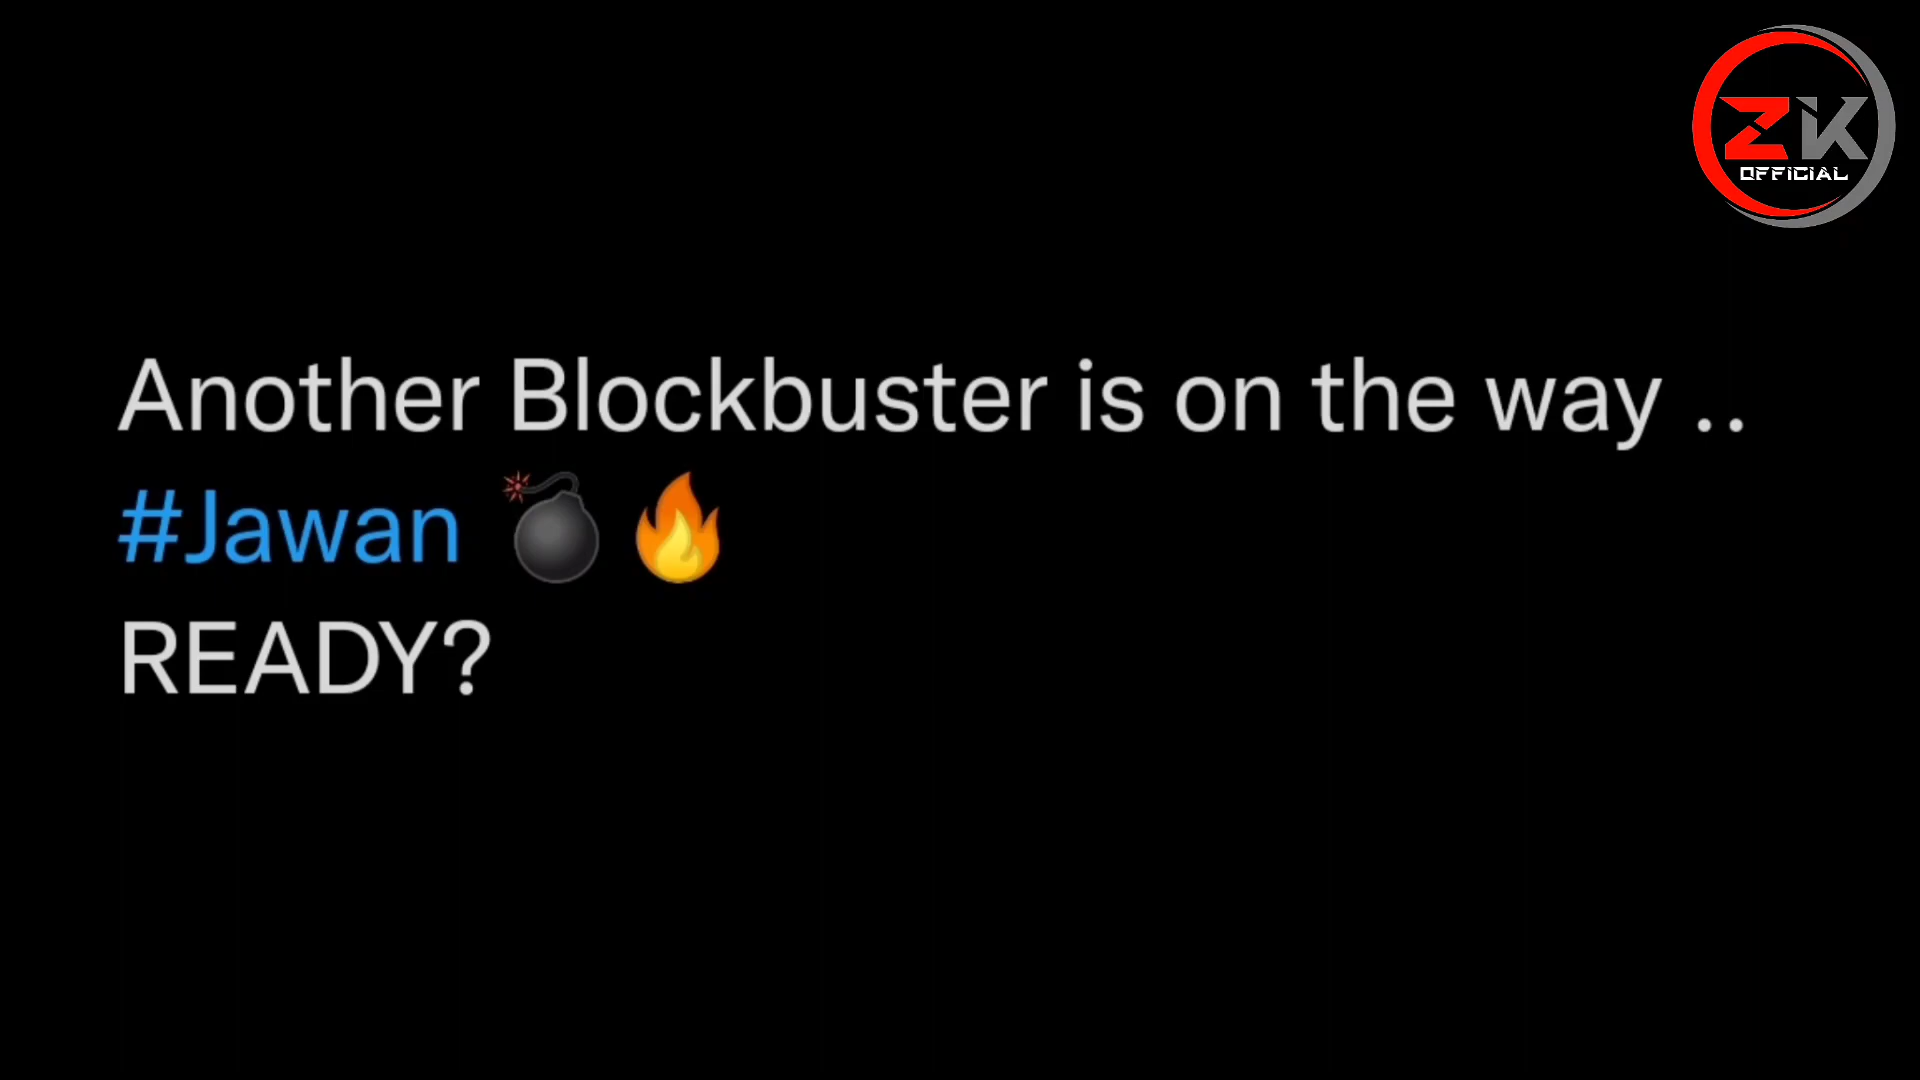 ZK
OFFICIAL
Another Blockbuster is on the way ..
#Jawan 💣 🔥
READY?